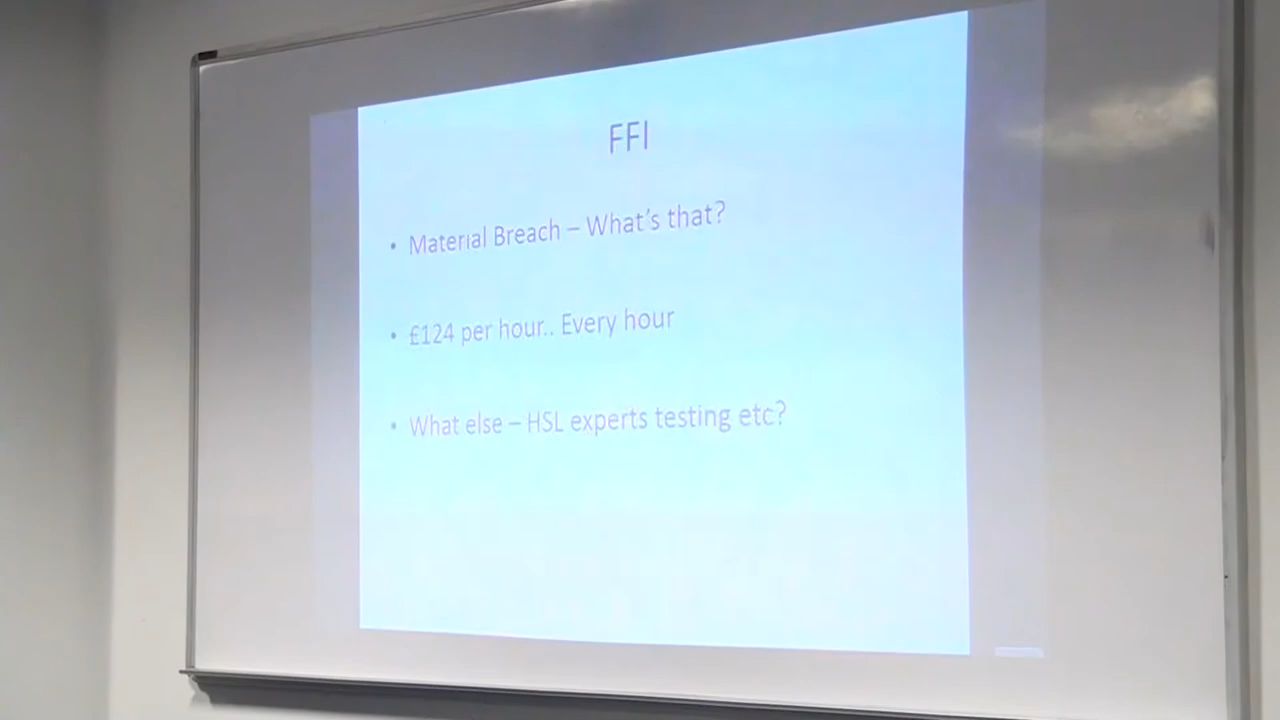 FFI
• Material Breach – What's that?
• £124 per hour.. Every hour
• What else – HSL experts testing etc?